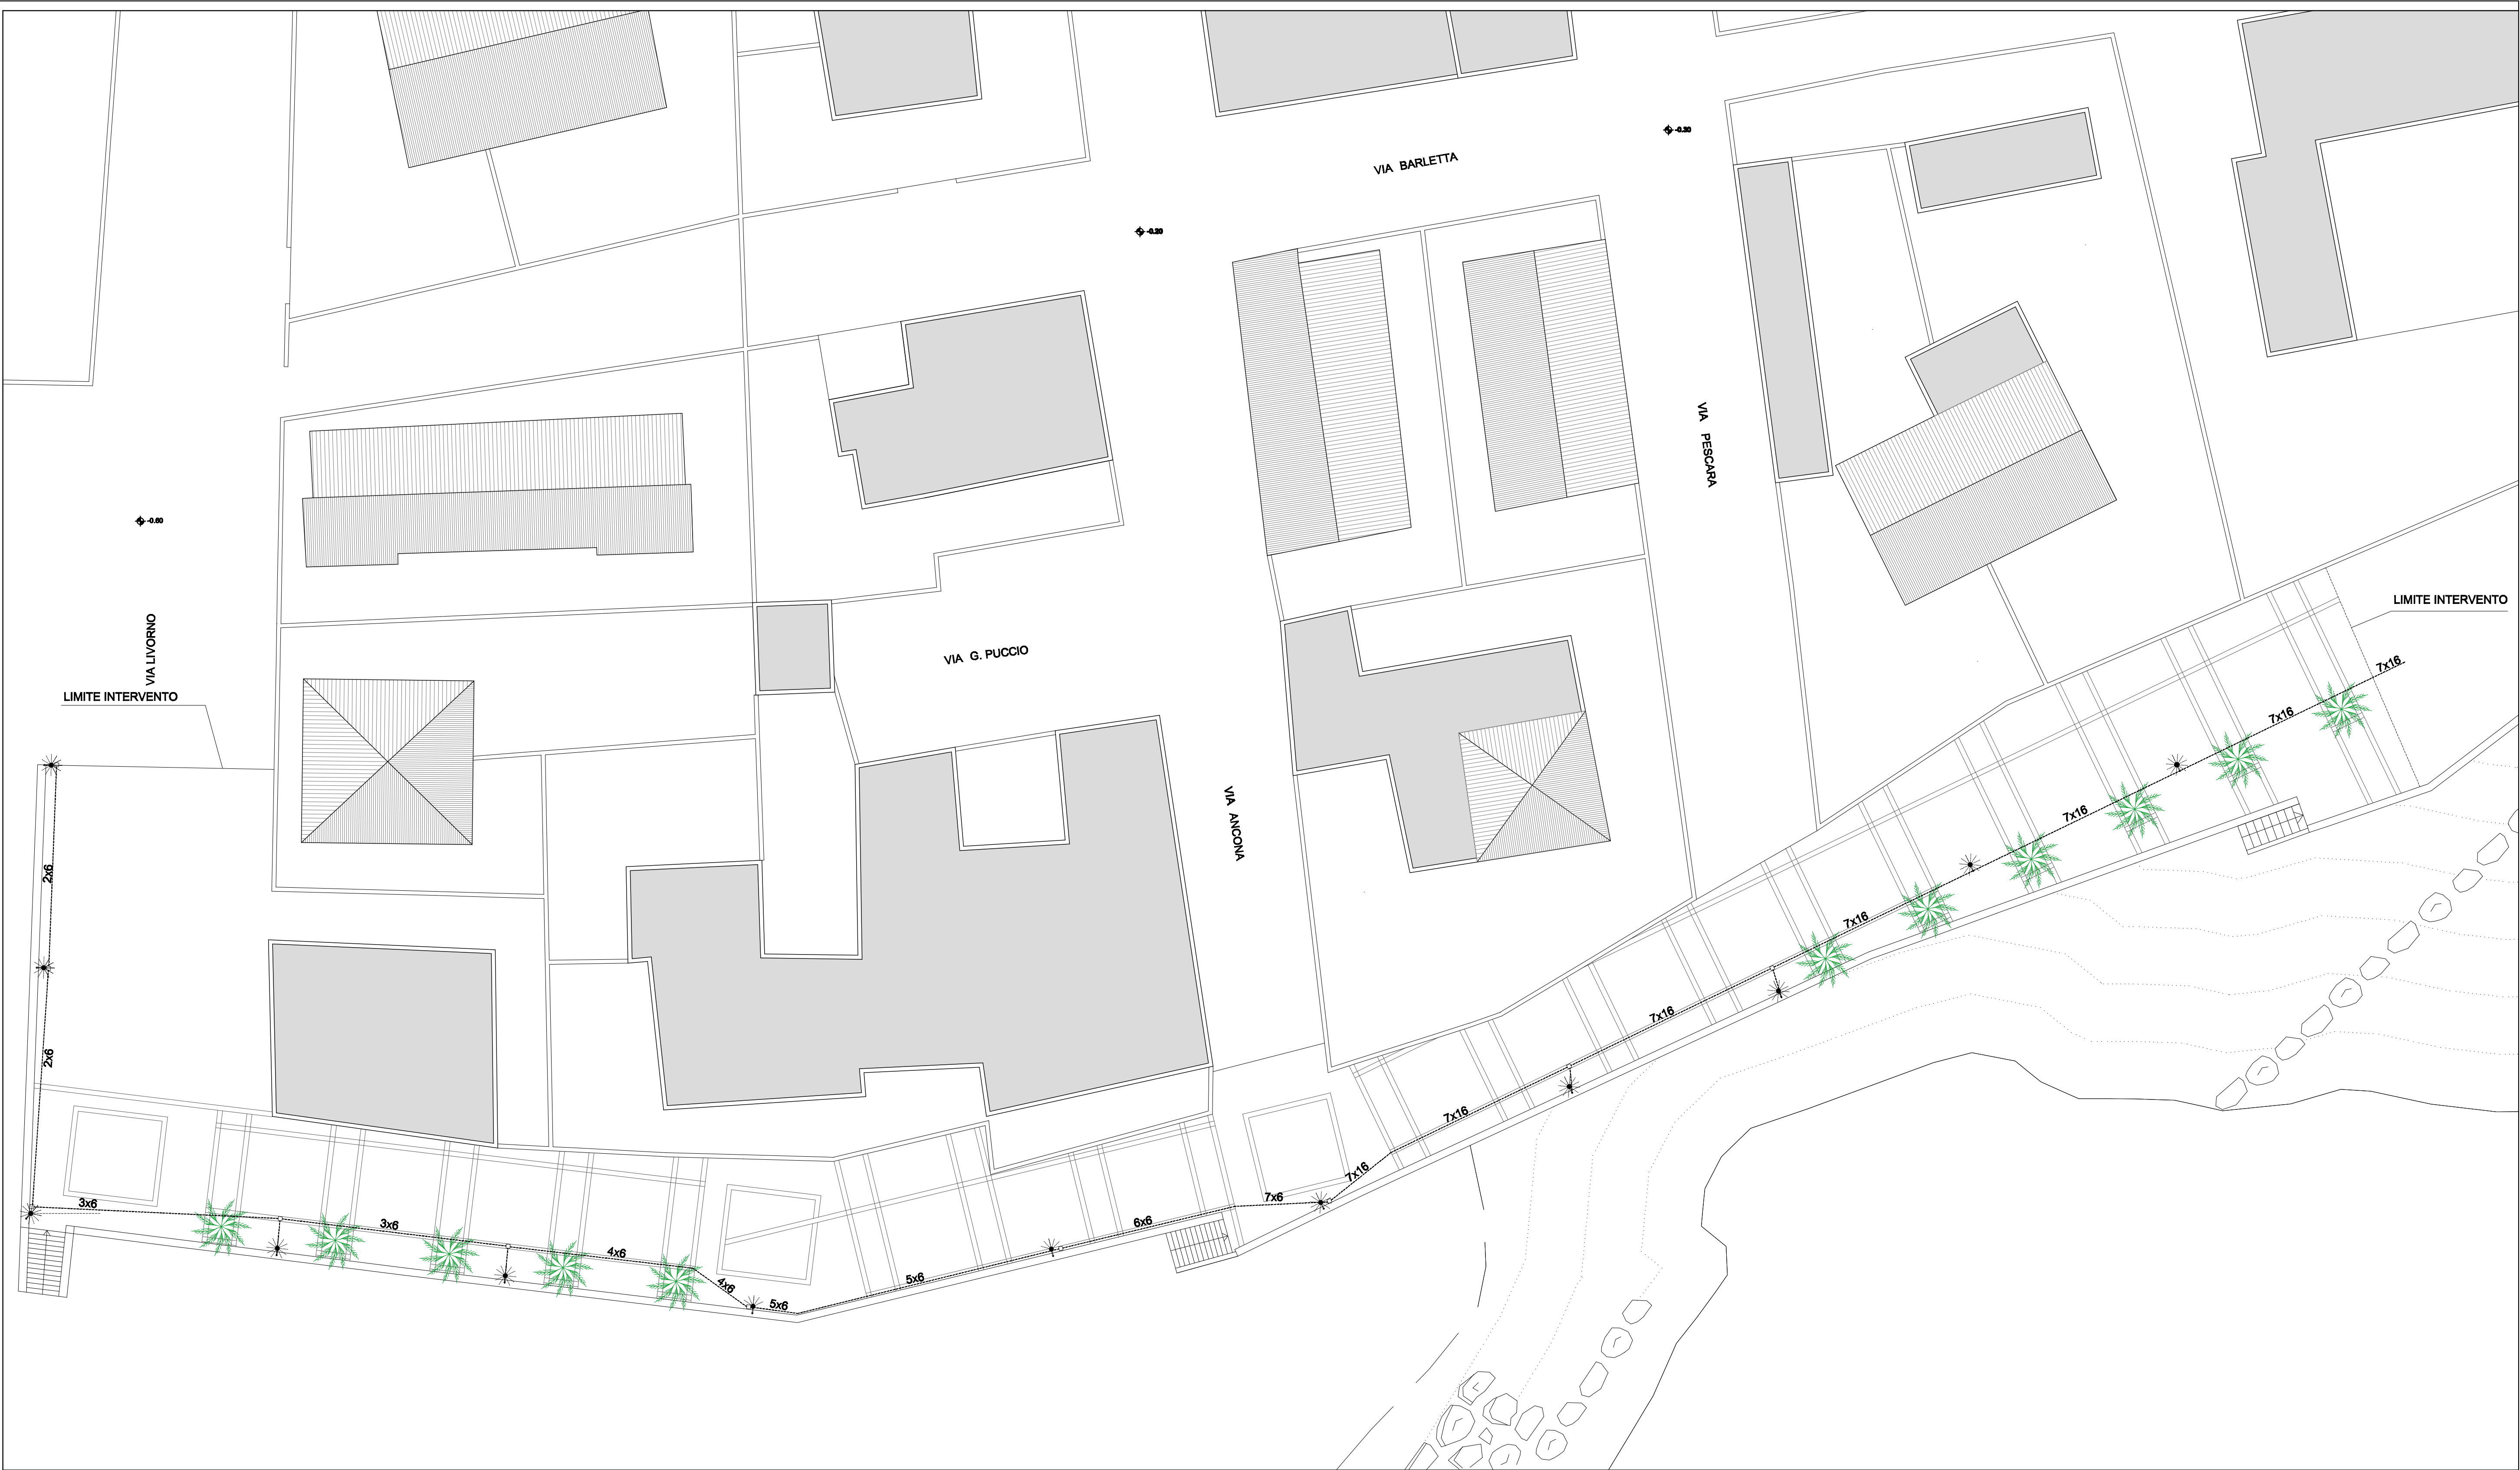 -0.30
VIA BARLETTA
-0.20
VIA PESCARA
-0.60
LIMITE INTERVENTO
VIA LIVORNO
VIA G. PUCCIO
7x16
LIMITE INTERVENTO
7x16
VIA ANCONA
7x16
2x6
7x16
7x16
2x6
7x16
7x16
3x6
7x6
3x6
6x6
4x6
5x6
4x6
5x6